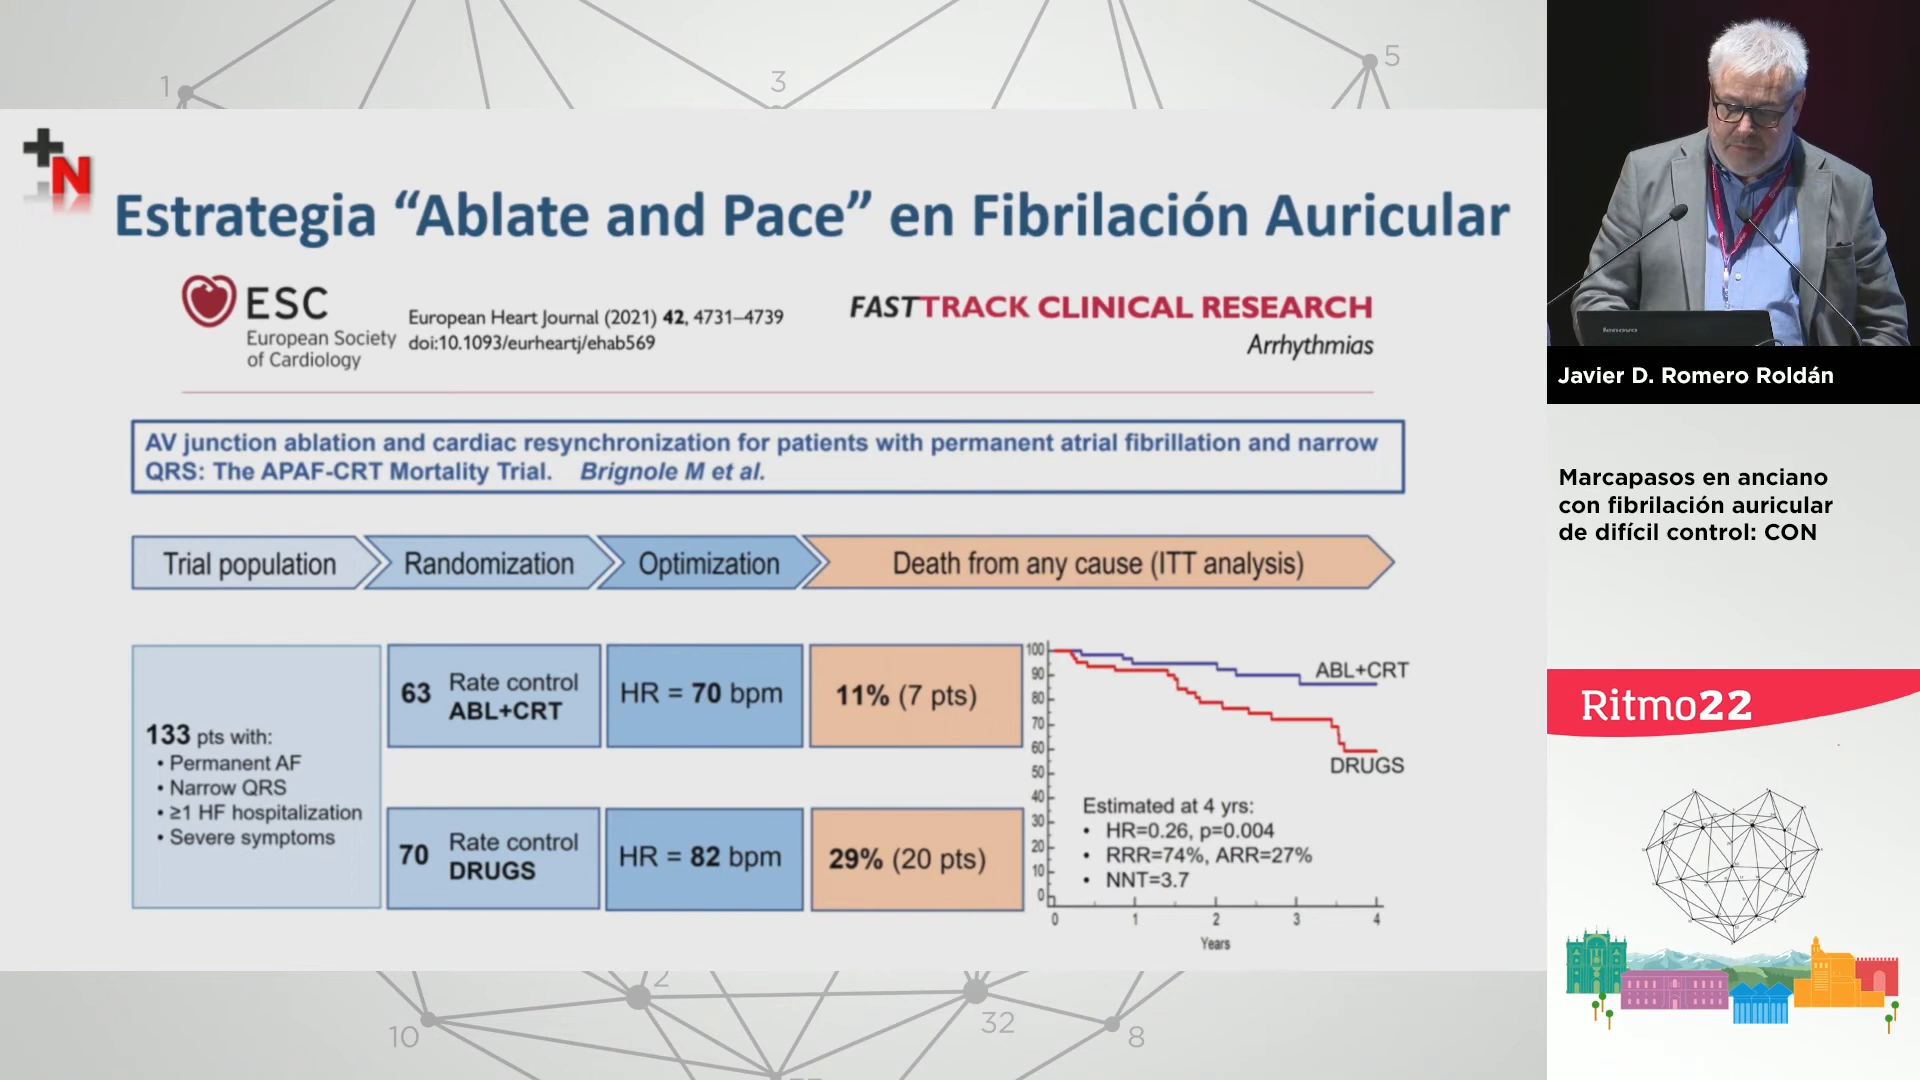 1
3
5
+N
Estrategia “Ablate and Pace” en Fibrilación Auricular
ESC
European Society
of Cardiology
European Heart Journal (2021) 42, 4731–4739
doi:10.1093/eurheartj/ehab569
FASTTRACK CLINICAL RESEARCH
Arrhythmias
AV junction ablation and cardiac resynchronization for patients with permanent atrial fibrillation and narrow
QRS: The APAF-CRT Mortality Trial. Brignole M et al.
Trial population
Randomization
Optimization
Death from any cause (ITT analysis)
133 pts with:
• Permanent AF
• Narrow QRS
• ≥1 HF hospitalization
• Severe symptoms
63 Rate control
ABL+CRT
HR = 70 bpm
11% (7 pts)
70 Rate control
DRUGS
HR = 82 bpm
29% (20 pts)
100
90
80
70
60
50
40
30
20
10
0
ABL+CRT
DRUGS
Estimated at 4 yrs:
• HR=0.26, p=0.004
• RRR=74%, ARR=27%
• NNT=3.7
0 1 2 3 4
Years
10
32
8
lenovo
Javier D. Romero Roldán
Marcapasos en anciano
con fibrilación auricular
de difícil control: CON
Ritmo22